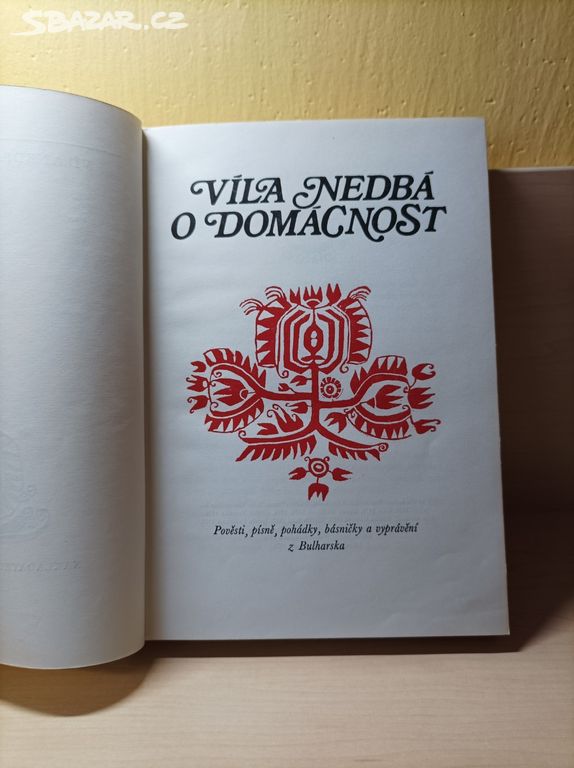 SBAZAR.CZ
VÍLA NEDBÁ
O DOMÁCNOST
Pověsti, písně, pohádky, básničky a vyprávění
z Bulharska